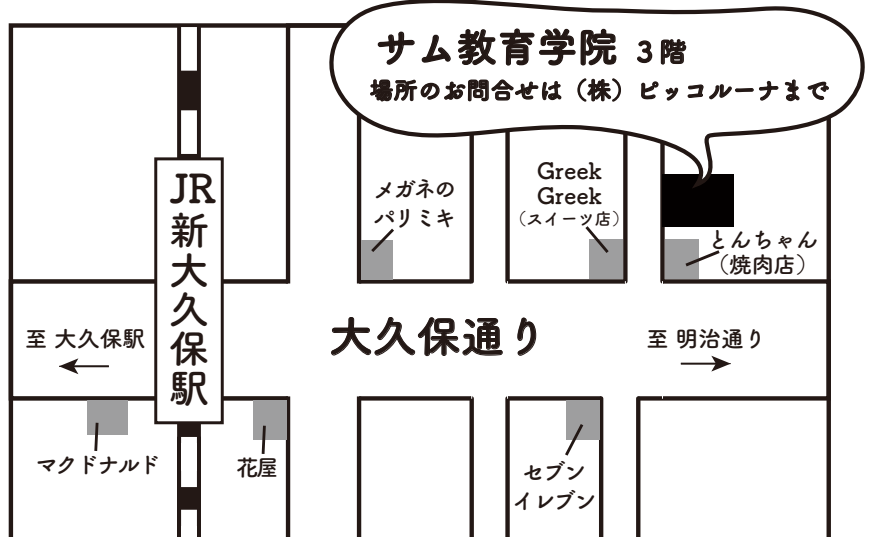 サム教育学院 3階
場所のお問合せは（株）ピッコルーナまで
メガネの
パリミキ
Greek
Greek
（スイーツ店）
とんちゃん
（焼肉店）
JR新大久保駅
至 大久保駅
大久保通り
至 明治通り
マクドナルド
花屋
セブン
イレブン